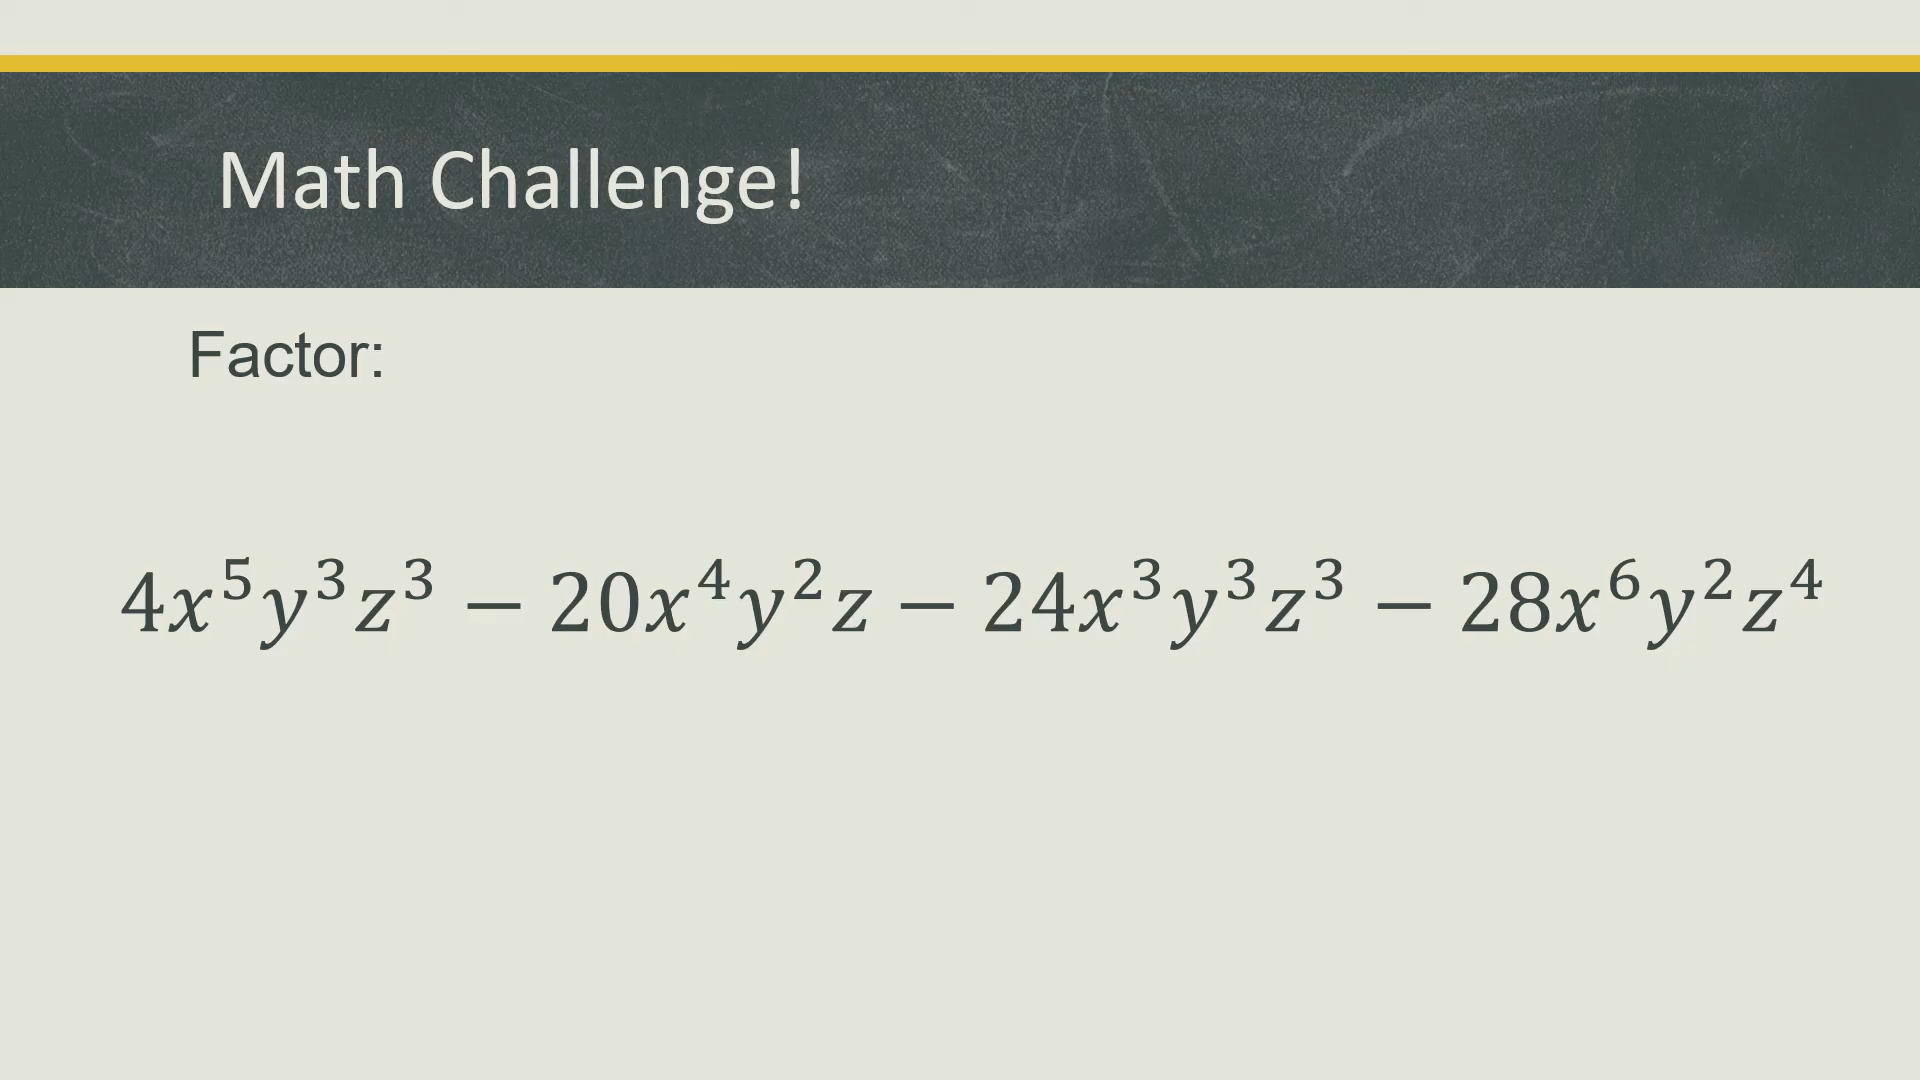 Math Challenge!
Factor:
4x⁵y³z³ − 20x⁴y²z − 24x³y³z³ − 28x⁶y²z⁴